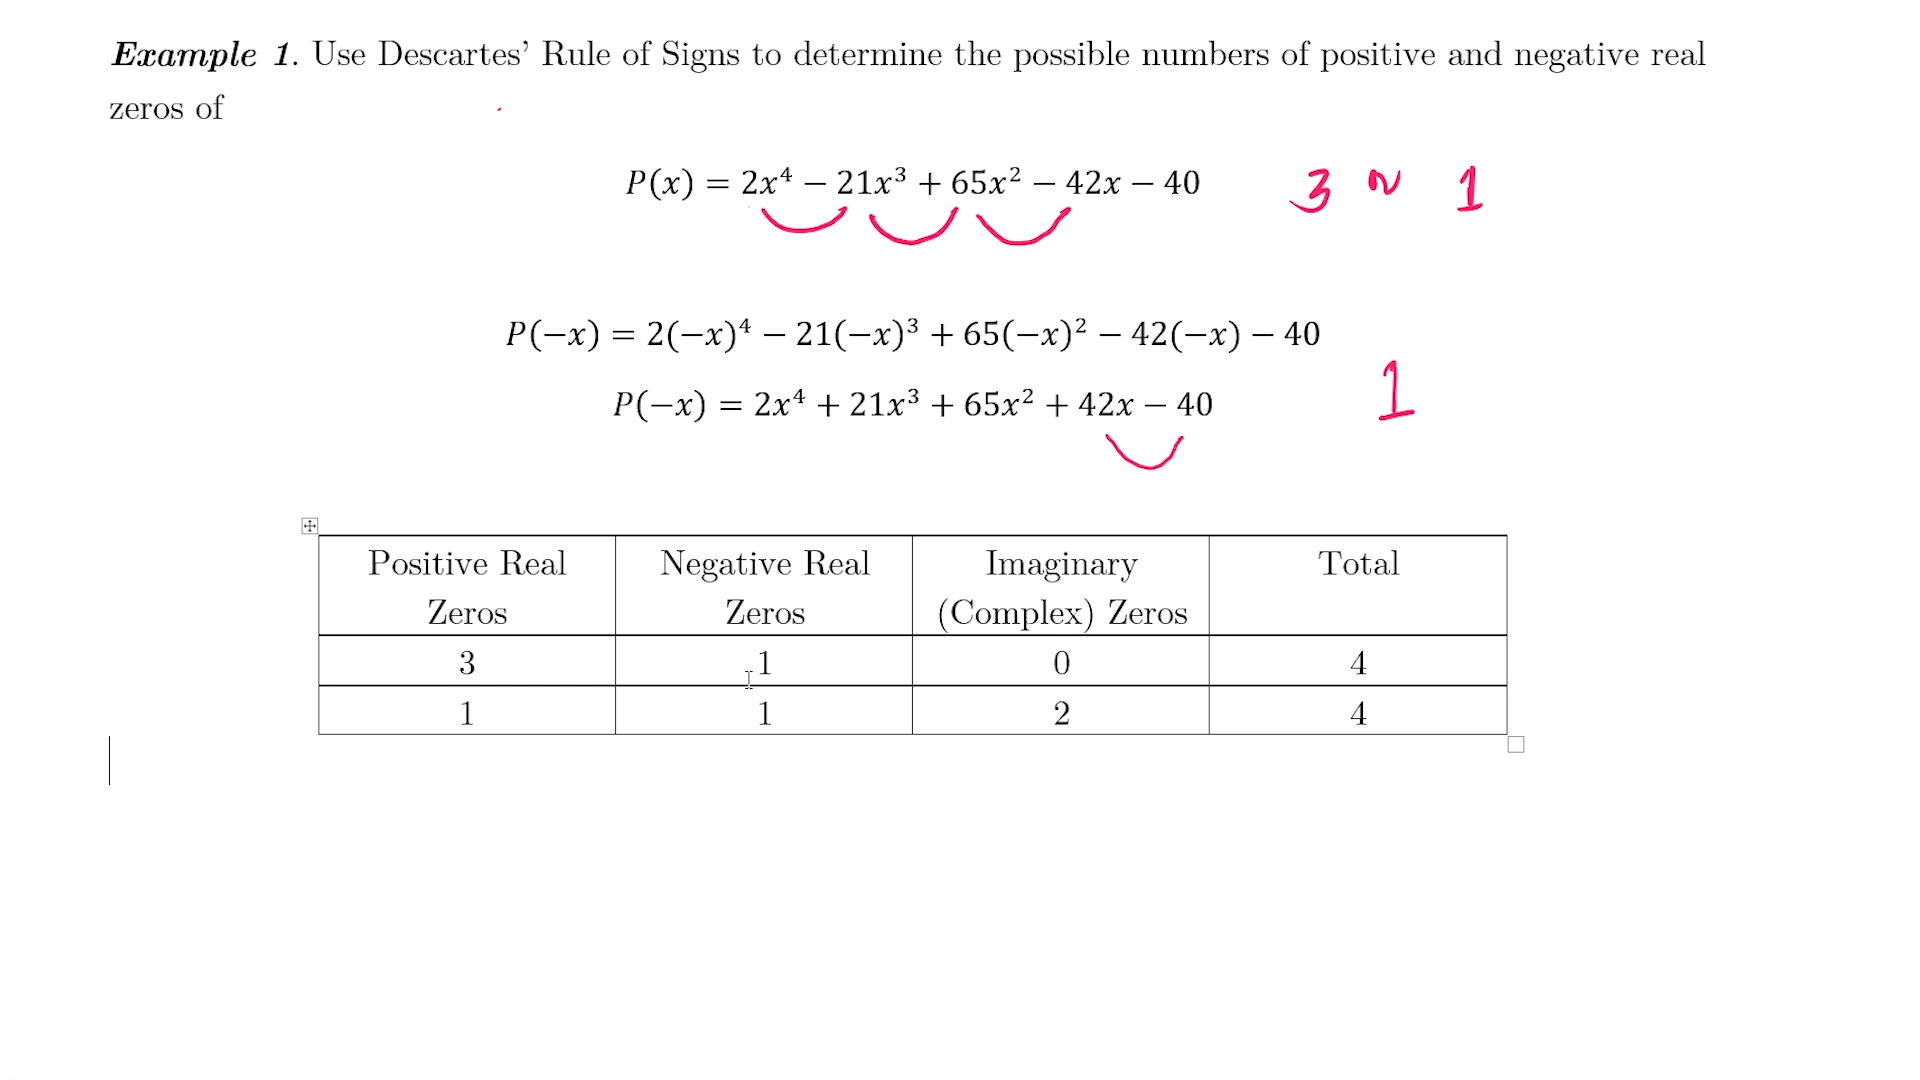 Example 1. Use Descartes’ Rule of Signs to determine the possible numbers of positive and negative real
zeros of
P(x) = 2x⁴ − 21x³ + 65x² − 42x − 40 3 or 1
P(−x) = 2(−x)⁴ − 21(−x)³ + 65(−x)² − 42(−x) − 40
P(−x) = 2x⁴ + 21x³ + 65x² + 42x − 40 1
Positive Real Negative Real Imaginary Total
Zeros Zeros (Complex) Zeros
3 1 0 4
1 1 2 4